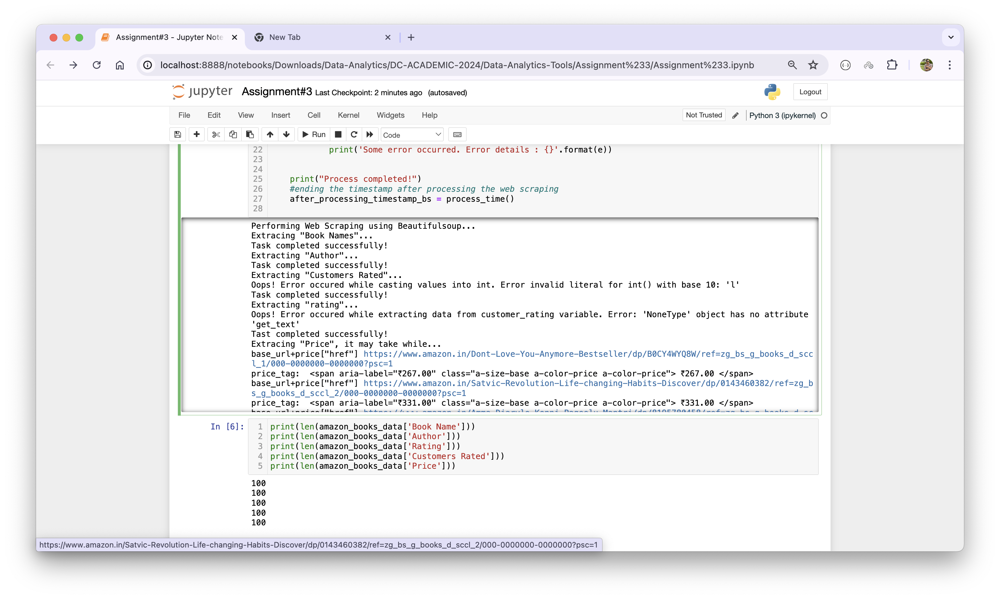 Assignment#3 - Jupyter Note
New Tab
localhost:8888/notebooks/Downloads/Data-Analytics/DC-ACADEMIC-2024/Data-Analytics-Tools/Assignment%233/Assignment%233.ipynb
jupyter Assignment#3 Last Checkpoint: 2 minutes ago (autosaved)
Logout
File Edit View Insert Cell Kernel Widgets Help
Not Trusted
Python 3 (ipykernel)
Run
Code
22 print('Some error occurred. Error details : {}'.format(e))
23
24
25 print("Process completed!")
26 #ending the timestamp after processing the web scraping
27 after_processing_timestamp_bs = process_time()
28
Performing Web Scraping using Beautifulsoup...
Extracing "Book Names"...
Task completed successfully!
Extracting "Author"...
Task completed successfully!
Extracting "Customers Rated"...
Oops! Error occured while casting values into int. Error invalid literal for int() with base 10: 'l'
Task completed successfully!
Extracting "rating"...
Oops! Error occured while extracting data from customer_rating variable. Error: 'NoneType' object has no attribute
'get_text'
Tast completed successfully!
Extracing "Price", it may take while...
base_url+price["href"] https://www.amazon.in/Dont-Love-You-Anymore-Bestseller/dp/B0CY4WYQ8W/ref=zg_bs_g_books_d_scc
l_1/000-0000000-0000000?psc=1
price_tag:  <span aria-label="₹267.00" class="a-size-base a-color-price a-color-price"> ₹267.00 </span>
base_url+price["href"] https://www.amazon.in/Satvic-Revolution-Life-changing-Habits-Discover/dp/0143460382/ref=zg_b
s_g_books_d_sccl_2/000-0000000-0000000?psc=1
price_tag:  <span aria-label="₹331.00" class="a-size-base a-color-price a-color-price"> ₹331.00 </span>
base_url+price["href"]
In [6]:
1 print(len(amazon_books_data['Book Name']))
2 print(len(amazon_books_data['Author']))
3 print(len(amazon_books_data['Rating']))
4 print(len(amazon_books_data['Customers Rated']))
5 print(len(amazon_books_data['Price']))
100
100
100
100
100
https://www.amazon.in/Satvic-Revolution-Life-changing-Habits-Discover/dp/0143460382/ref=zg_bs_g_books_d_sccl_2/000-0000000-0000000?psc=1